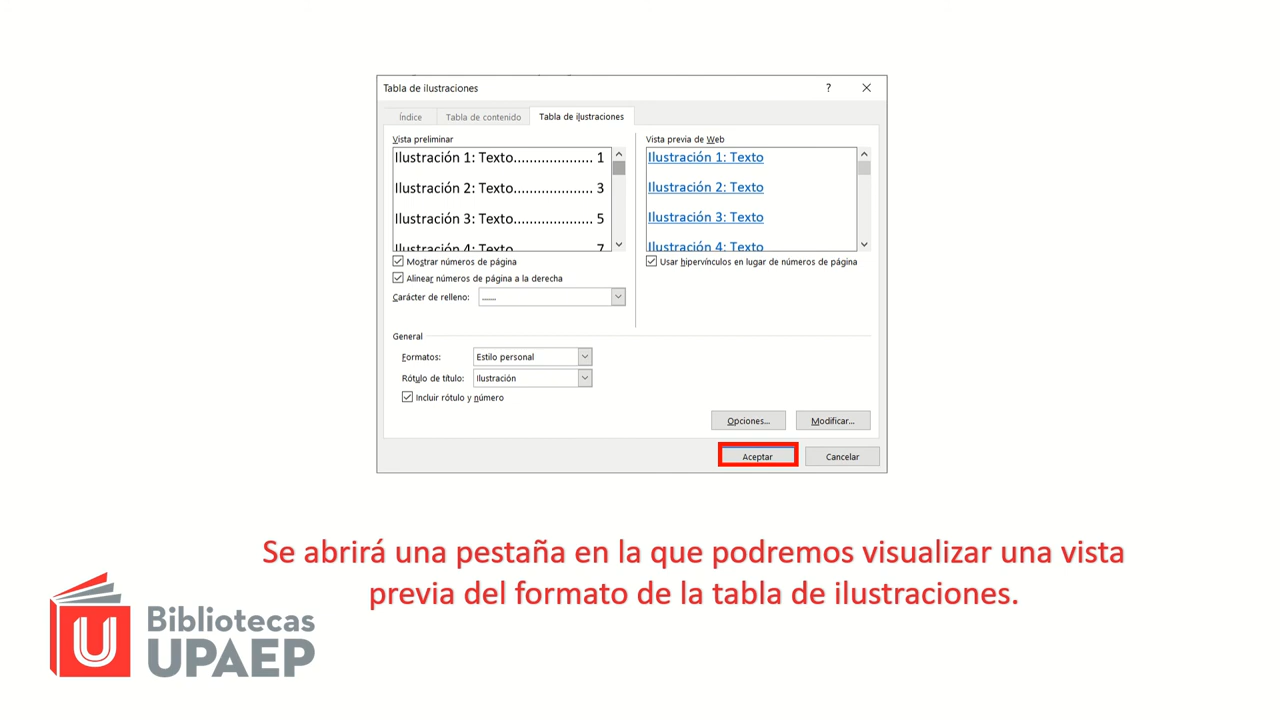 Tabla de ilustraciones ?
Índice Tabla de contenido Tabla de ilustraciones
Vista preliminar
Ilustración 1: Texto..................... 1
Ilustración 2: Texto..................... 3
Ilustración 3: Texto..................... 5
Ilustración 4: Texto 7
Mostrar números de página
Alinear números de página a la derecha
Carácter de relleno: .......
Vista previa de Web
Ilustración 1: Texto
Ilustración 2: Texto
Ilustración 3: Texto
Ilustración 4: Texto
Usar hipervínculos en lugar de números de página
General
Formatos: Estilo personal
Rótulo de título: Ilustración
Incluir rótulo y número
Opciones... Modificar...
Aceptar Cancelar
Se abrirá una pestaña en la que podremos visualizar una vista
previa del formato de la tabla de ilustraciones.
U
Bibliotecas
UPAEP